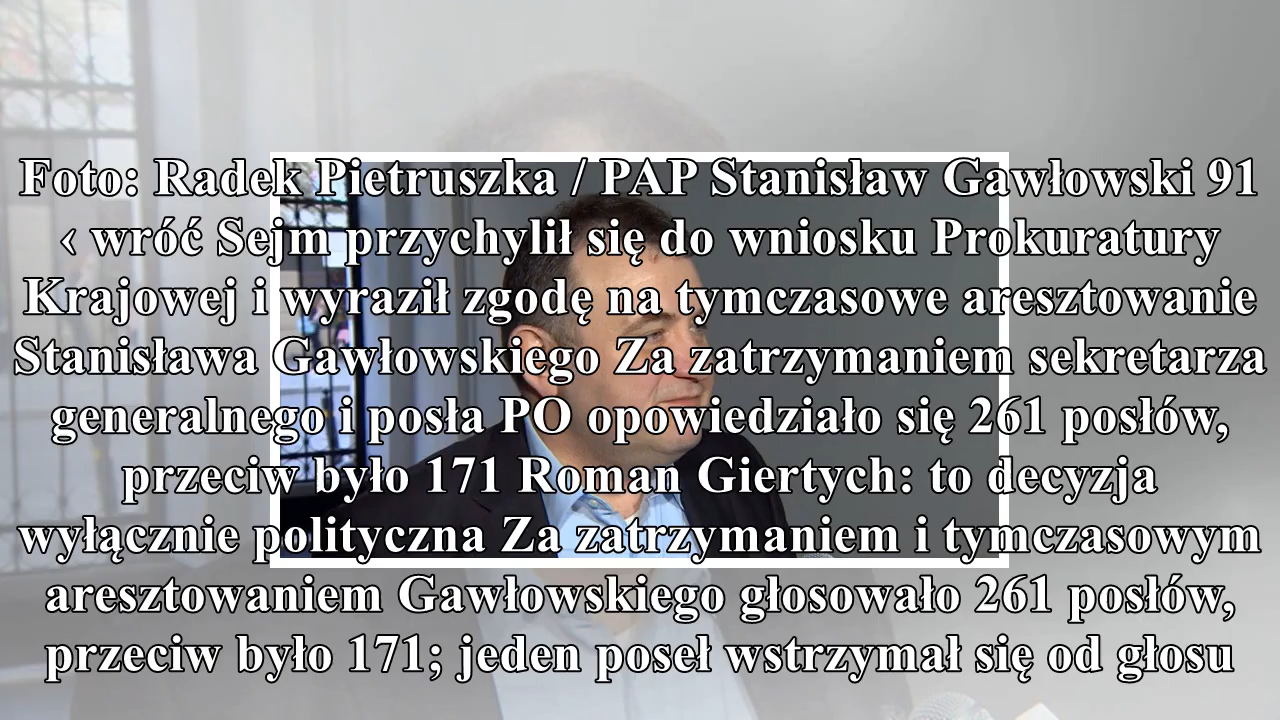 Foto: Radek Pietruszka / PAP Stanisław Gawłowski 91
‹ wróć Sejm przychylił się do wniosku Prokuratury
Krajowej i wyraził zgodę na tymczasowe aresztowanie
Stanisława Gawłowskiego Za zatrzymaniem sekretarza
generalnego i posła PO opowiedziało się 261 posłów,
przeciw było 171 Roman Giertych: to decyzja
wyłącznie polityczna Za zatrzymaniem i tymczasowym
aresztowaniem Gawłowskiego głosowało 261 posłów,
przeciw było 171; jeden poseł wstrzymał się od głosu